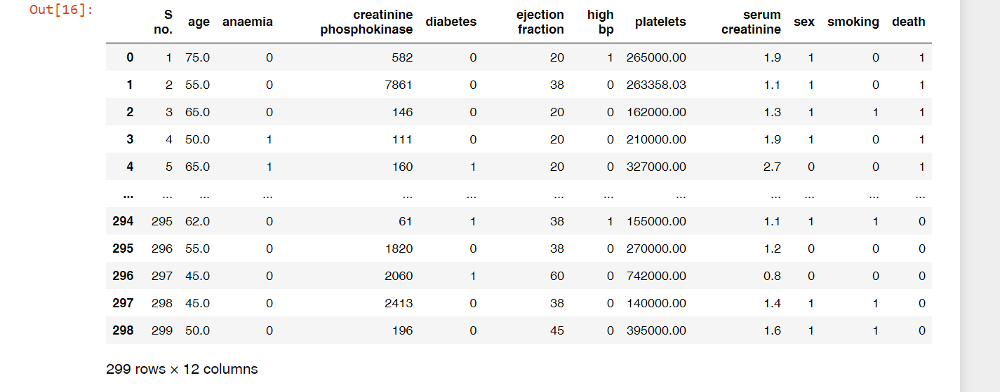 Out[16]:
S no. age anaemia creatinine phosphokinase diabetes ejection fraction high bp platelets serum creatinine sex smoking death
0 1 75.0 0 582 0 20 1 265000.00 1.9 1 0 1
1 2 55.0 0 7861 0 38 0 263358.03 1.1 1 0 1
2 3 65.0 0 146 0 20 0 162000.00 1.3 1 1 1
3 4 50.0 1 111 0 20 0 210000.00 1.9 1 0 1
4 5 65.0 1 160 1 20 0 327000.00 2.7 0 0 1
... ... ... ... ... ... ... ... ... ... ... ... ...
294 295 62.0 0 61 1 38 1 155000.00 1.1 1 1 0
295 296 55.0 0 1820 0 38 0 270000.00 1.2 0 0 0
296 297 45.0 0 2060 1 60 0 742000.00 0.8 0 0 0
297 298 45.0 0 2413 0 38 0 140000.00 1.4 1 1 0
298 299 50.0 0 196 0 45 0 395000.00 1.6 1 1 0
299 rows × 12 columns